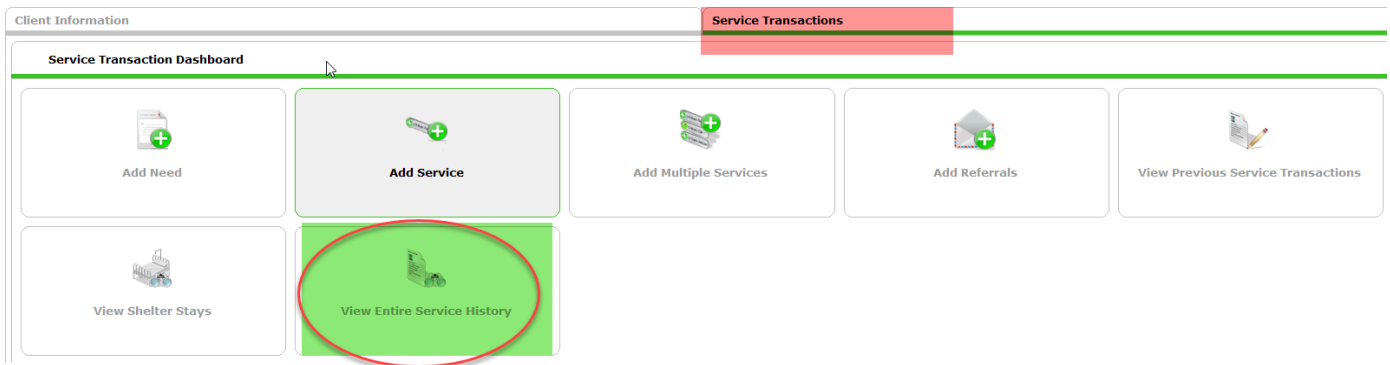 Client Information
Service Transactions
Service Transaction Dashboard
Add Need
Add Service
Add Multiple Services
Add Referrals
View Previous Service Transactions
View Shelter Stays
View Entire Service History